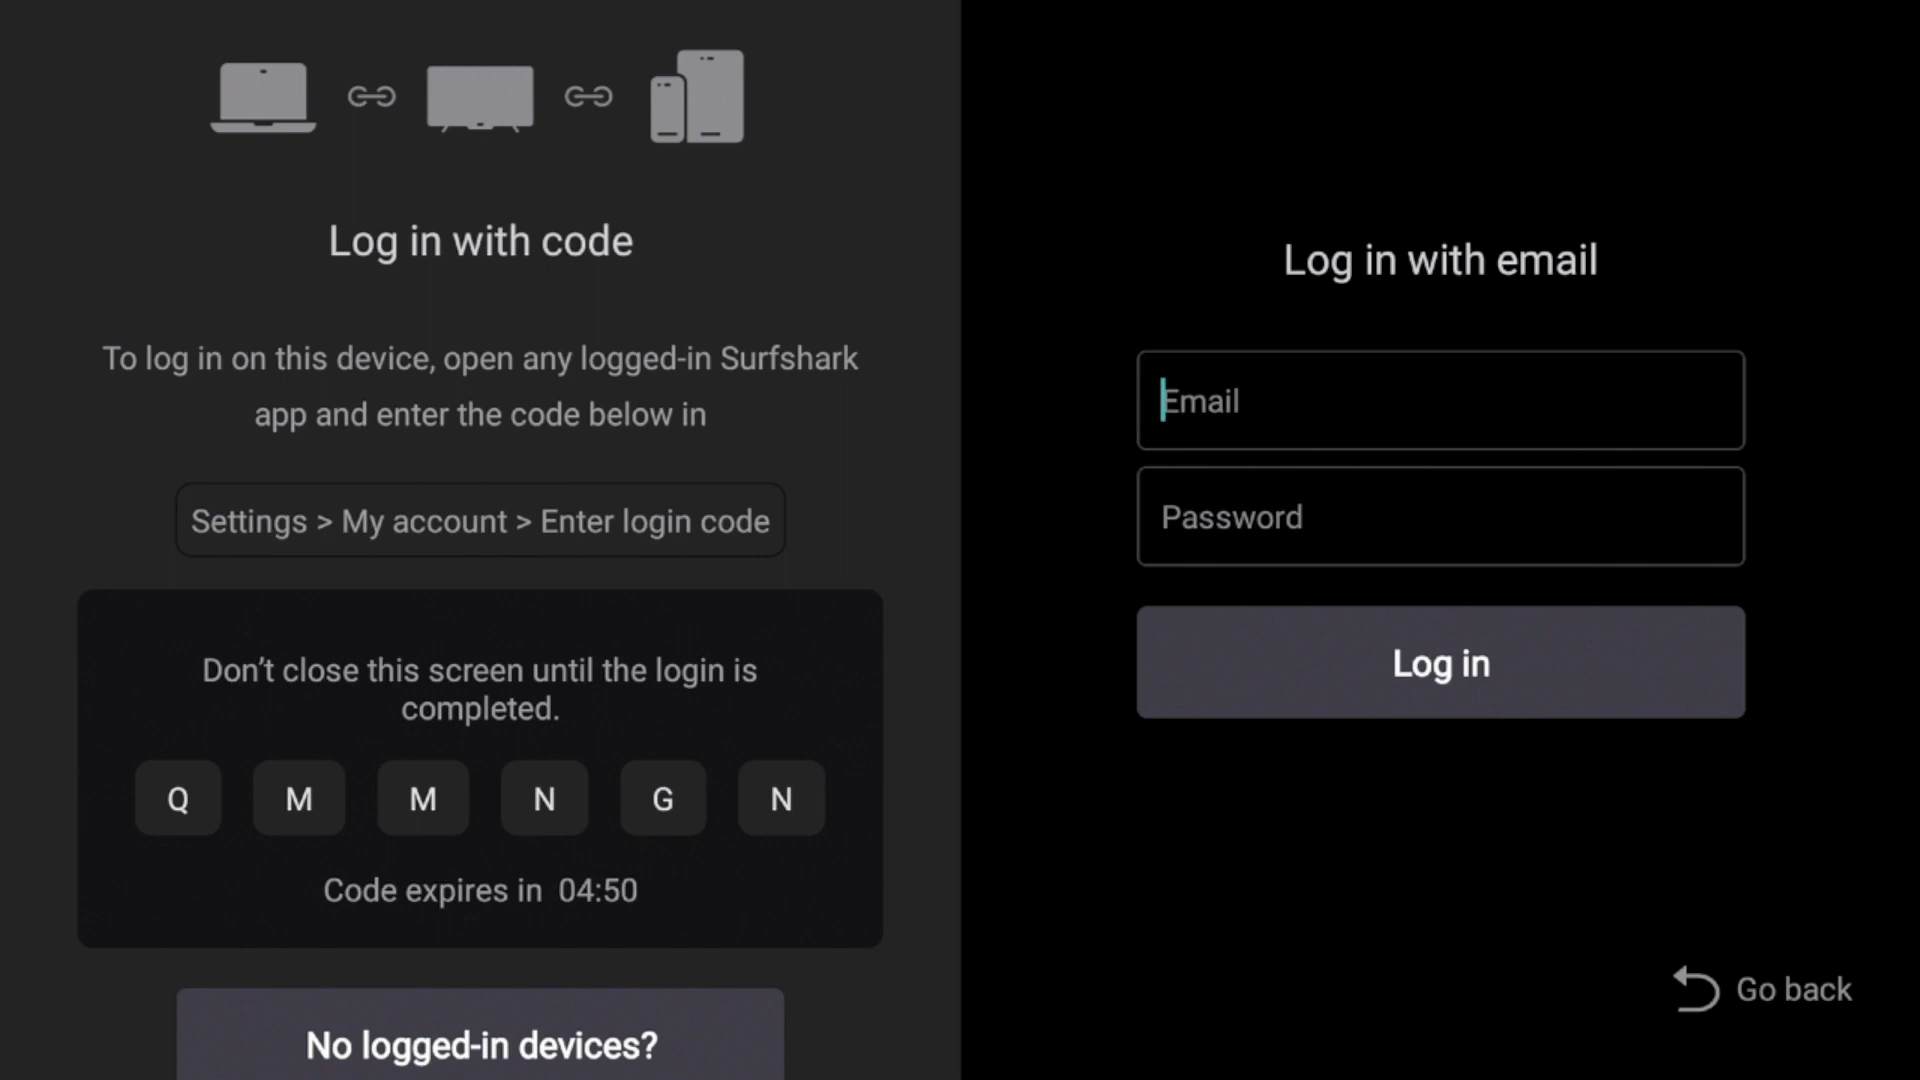 Log in with code
To log in on this device, open any logged-in Surfshark
app and enter the code below in
Settings > My account > Enter login code
Don’t close this screen until the login is
completed.
Q M M N G N
Code expires in 04:50
No logged-in devices?
Log in with email
Email
Password
Log in
Go back